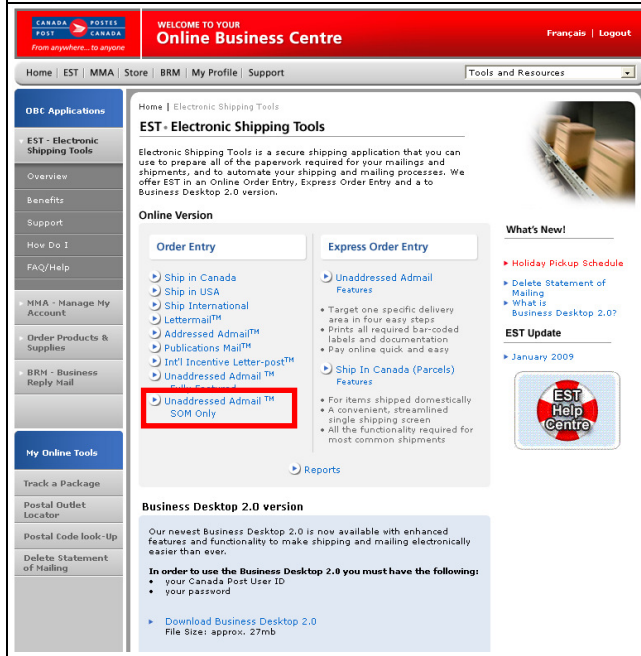 CANADA POSTES
POST CANADA
From anywhere... to anyone
WELCOME TO YOUR
Online Business Centre
Français | Logout
Home | EST | MMA | Store | BRM | My Profile | Support
Tools and Resources
OBC Applications
EST - Electronic
Shipping Tools
Overview
Benefits
Support
How Do I
FAQ/Help
MMA - Manage My
Account
Order Products &
Supplies
BRM - Business
Reply Mail
My Online Tools
Track a Package
Postal Outlet
Locator
Postal Code look-Up
Delete Statement
of Mailing
Home | Electronic Shipping Tools
EST • Electronic Shipping Tools
Electronic Shipping Tools is a secure shipping application that you can
use to prepare all of the paperwork required for your mailings and
shipments, and to automate your shipping and mailing processes. We
offer EST in an Online Order Entry, Express Order Entry and a to
Business Desktop 2.0 version.
Online Version
Order Entry
Ship in Canada
Ship in USA
Ship International
Lettermail™
Addressed Admail™
Publications Mail™
Int'l Incentive Letter-post™
Unaddressed Admail ™
Fully Featured
Unaddressed Admail ™
SOM Only
Express Order Entry
Unaddressed Admail
Features
• Target one specific delivery
area in four easy steps
• Prints all required bar-coded
labels and documentation
• Pay online quick and easy
Ship In Canada (Parcels)
Features
• For items shipped domestically
• A convenient, streamlined
single shipping screen
• All the functionality required for
most common shipments
Reports
Business Desktop 2.0 version
Our newest Business Desktop 2.0 is now available with enhanced
features and functionality to make shipping and mailing electronically
easier than ever.
In order to use the Business Desktop 2.0 you must have the following:
• your Canada Post User ID
• your password
Download Business Desktop 2.0
File Size: approx. 27mb
What's New!
Holiday Pickup Schedule
Delete Statement of
Mailing
What is
Business Desktop 2.0?
EST Update
January 2009
EST
Help
Centre